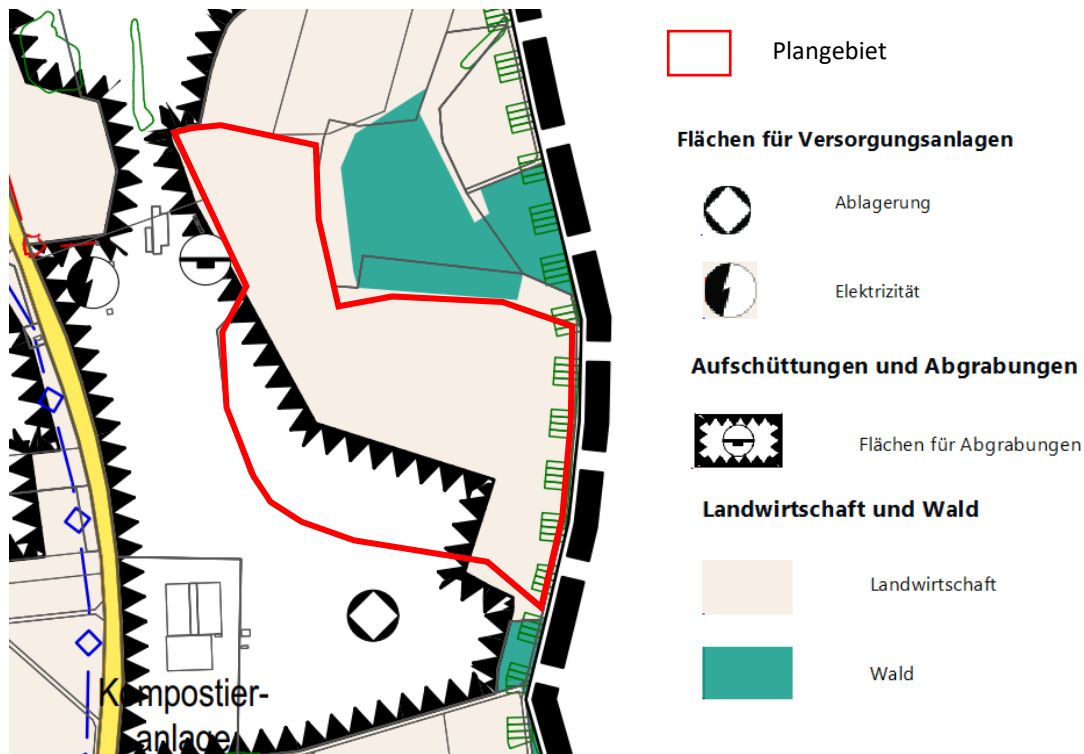 Plangebiet
Flächen für Versorgungsanlagen
Ablagerung
Elektrizität
Aufschüttungen und Abgrabungen
Flächen für Abgrabungen
Landwirtschaft und Wald
Landwirtschaft
Wald
Kompostier-
anlage